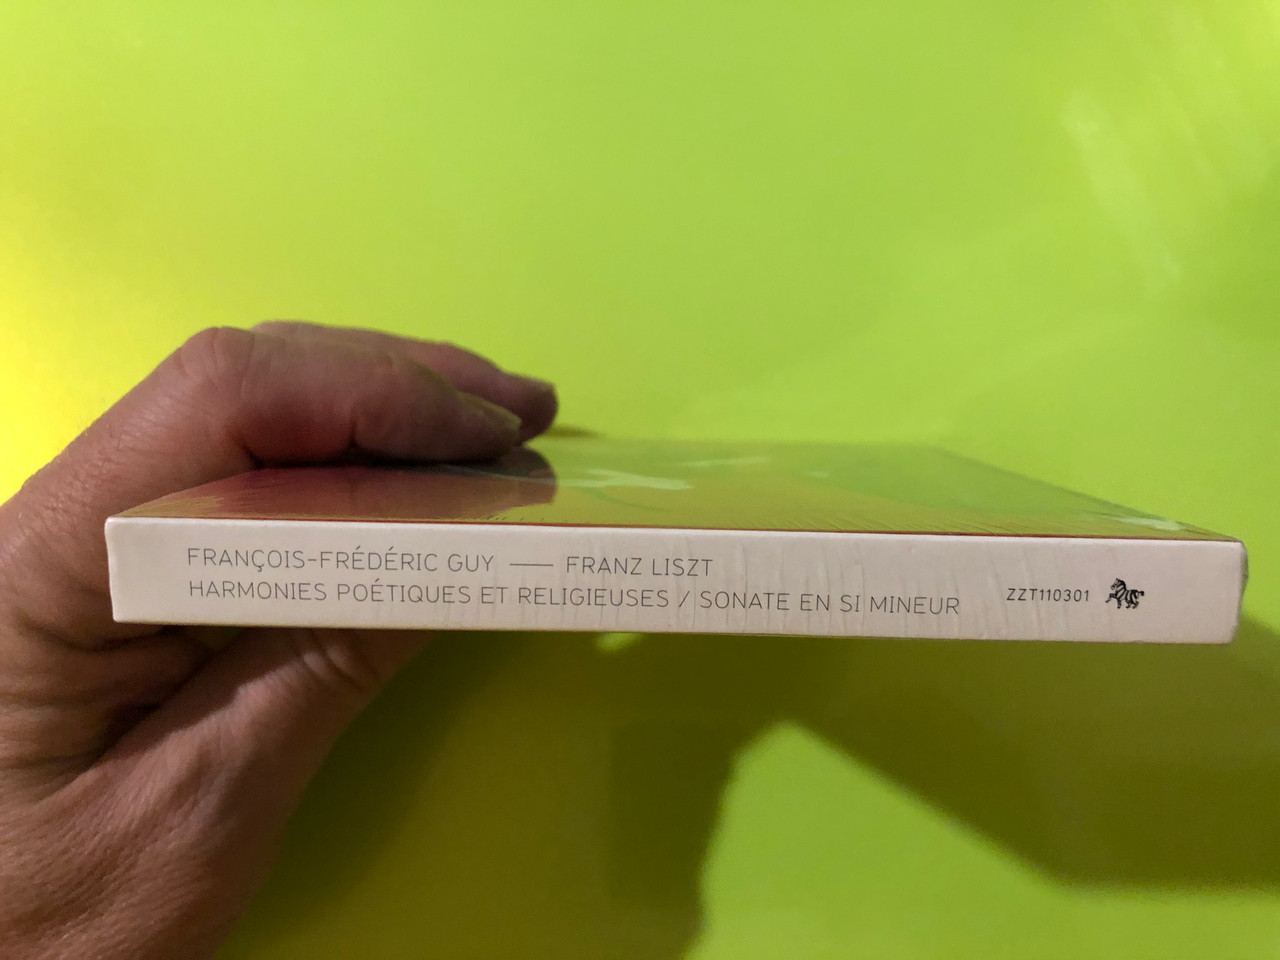 FRANÇOIS-FRÉDÉRIC GUY — FRANZ LISZT
HARMONIES POÉTIQUES ET RELIGIEUSES / SONATE EN SI MINEUR
ZZT110301